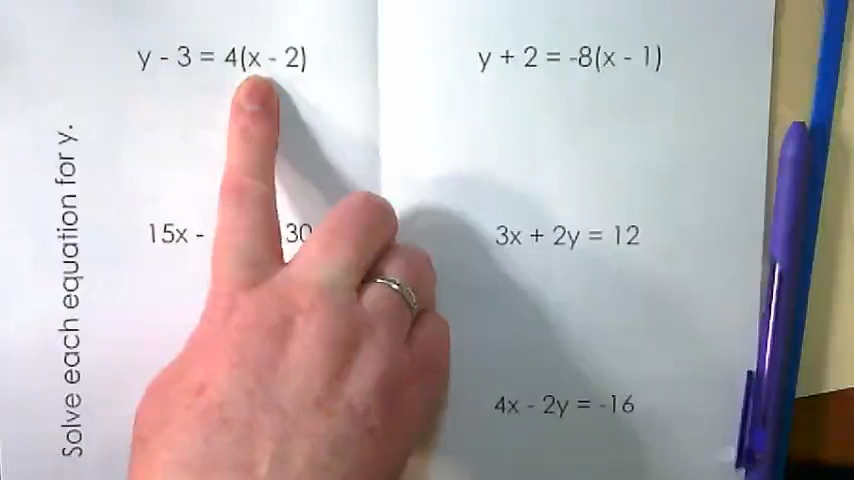 Solve each equation for y.
y - 3 = 4(x - 2)
y + 2 = -8(x - 1)
15x - 30
3x + 2y = 12
4x - 2y = -16